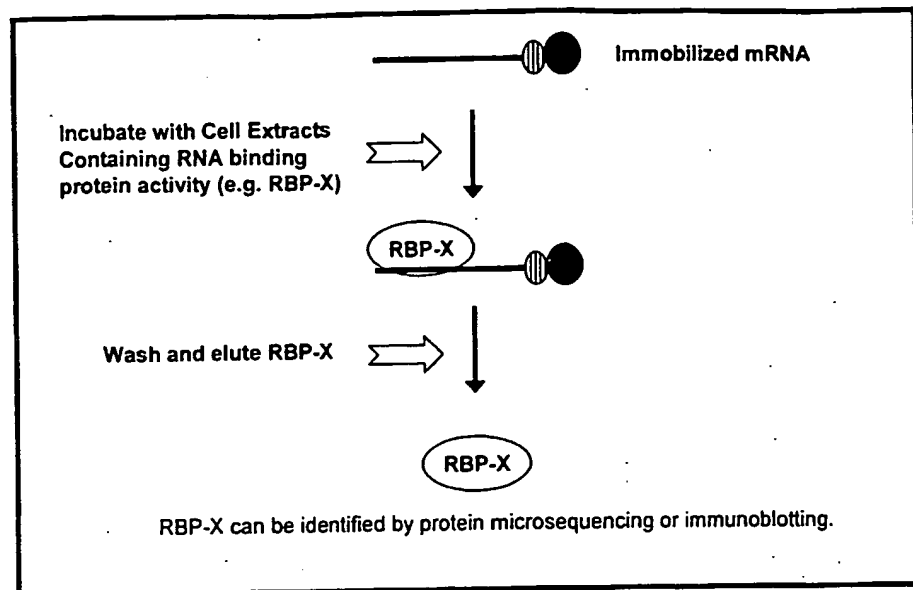 Immobilized mRNA
Incubate with Cell Extracts
Containing RNA binding
protein activity (e.g. RBP-X)
RBP-X
Wash and elute RBP-X
RBP-X
RBP-X can be identified by protein microsequencing or immunoblotting.